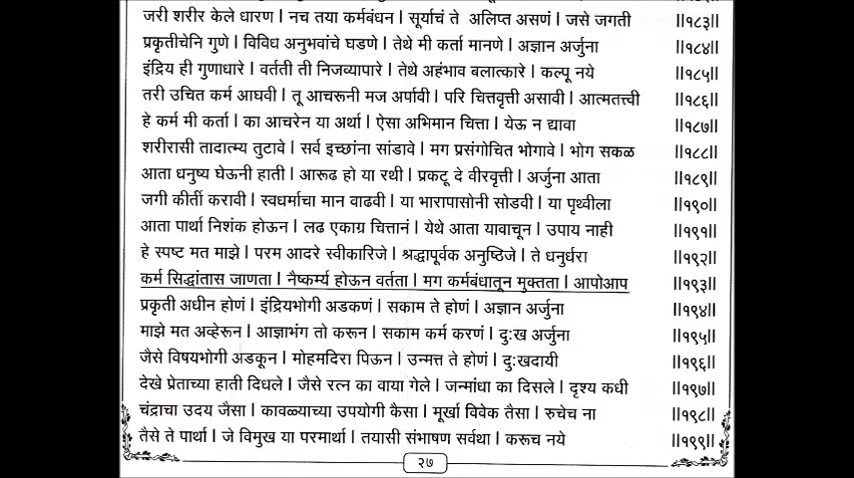 जरी शरीर केले धारण | नच तया कर्मबंधन | सूर्याचं ते अलिप्त असणं | जसे जगती ॥१८३॥
प्रकृतीचेनि गुणे | विविध अनुभवांचे घडणे | तेथे मी कर्ता मानणे | अज्ञान अर्जुना ॥१८४॥
इंद्रिय ही गुणाधारे | वर्तती ती निजव्यापारे | तेथे अहंभाव बलात्कारे | कल्पू नये ॥१८५॥
तरी उचित कर्म आघवी | तू आचरूनी मज अर्पावी | परि चित्तवृत्ती असावी | आत्मतत्त्वी ॥१८६॥
हे कर्म मी कर्ता | का आचरेन या अर्था | ऐसा अभिमान चित्ता | येऊ न द्यावा ॥१८७॥
शरीरासी तादात्म्य तुटावे | सर्व इच्छांना सांडावे | मग प्रसंगोचित भोगावे | भोग सकळ ॥१८८॥
आता धनुष्य घेऊनी हाती | आरूढ हो या रथी | प्रकटू दे वीरवृत्ती | अर्जुना आता ॥१८९॥
जगी कीर्ती करावी | स्वधर्माचा मान वाढवी | या भारापासोनी सोडवी | या पृथ्वीला ॥१९०॥
आता पार्था निशंक होऊन | लढ एकाग्र चित्तानं | येथे आता यावाचून | उपाय नाही ॥१९१॥
हे स्पष्ट मत माझे | परम आदरे स्वीकारिजे | श्रद्धापूर्वक अनुष्ठिजे | ते धनुर्धरा ॥१९२॥
कर्म सिद्धांतास जाणता | नैष्कर्म्य होऊन वर्तता | मग कर्मबंधातून मुक्तता | आपोआप ॥१९३॥
प्रकृती अधीन होणं | इंद्रियभोगी अडकणं | सकाम ते होणं | अज्ञान अर्जुना ॥१९४॥
माझे मत अव्हेरून | आज्ञाभंग तो करून | सकाम कर्म करणं | दुःख अर्जुना ॥१९५॥
जैसे विषयभोगी अडकून | मोहमदिरा पिऊन | उन्मत्त ते होणं | दुःखदायी ॥१९६॥
देखे प्रेताच्या हाती दिधले | जैसे रत्न का वाया गेले | जन्मांधा का दिसले | दृश्य कधी ॥१९७॥
चंद्राचा उदय जैसा | कावळ्याच्या उपयोगी कैसा | मूर्खा विवेक तैसा | रुचेच ना ॥१९८॥
तैसे ते पार्था | जे विमुख या परमार्था | तयासी संभाषण सर्वथा | करूच नये ॥१९९॥
२७